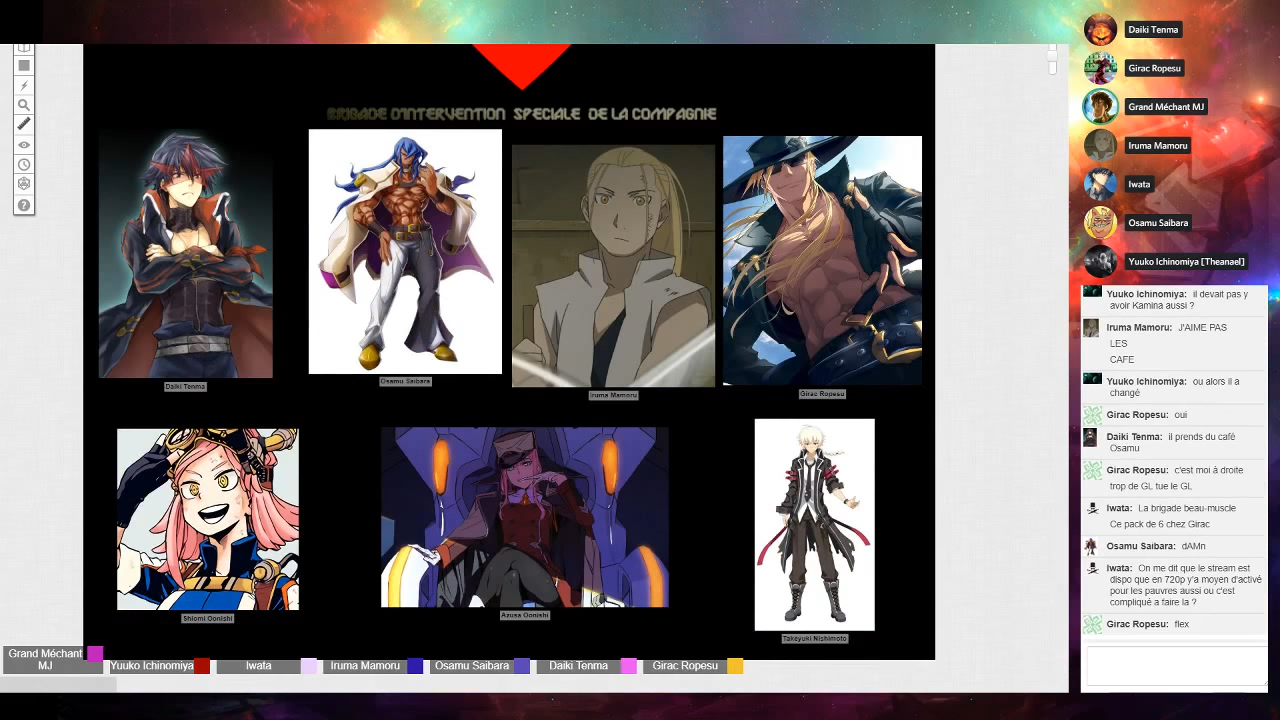 BRIGADE D'INTERVENTION SPECIALE DE LA COMPAGNIE
Daiki Tenma
Osamu Saibara
Iruma Mamoru
Girac Ropesu
Shiomi Oonishi
Azusa Oonishi
Takeyuki Nishimoto
Grand Méchant
MJ
Yuuko Ichinomiya
Iwata
Iruma Mamoru
Osamu Saibara
Daiki Tenma
Girac Ropesu
Daiki Tenma
Girac Ropesu
Grand Méchant MJ
Iruma Mamoru
Iwata
Osamu Saibara
Yuuko Ichinomiya [Theanael]
Yuuko Ichinomiya: il devait pas y
avoir Kamina aussi ?
Iruma Mamoru: J'AIME PAS
LES
CAFE
Yuuko Ichinomiya: ou alors il a
changé
Girac Ropesu: oui
Daiki Tenma: il prends du café
Osamu
Girac Ropesu: c'est moi à droite
trop de GL tue le GL
Iwata: La brigade beau-muscle
Ce pack de 6 chez Girac
Osamu Saibara: dAMn
Iwata: On me dit que le stream est
dispo que en 720p y'a moyen d'activé
pour les pauvres aussi ou c'est
compliqué a faire la ?
Girac Ropesu: flex